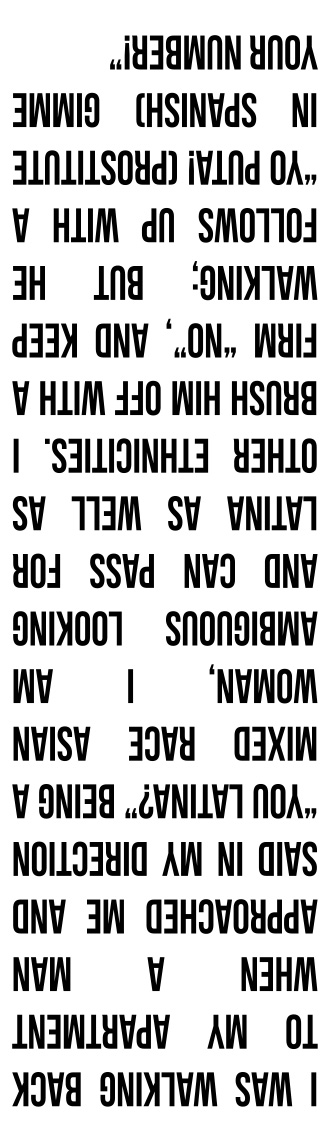 I WAS WALKING BACK
TO MY APARTMENT
WHEN A MAN
APPROACHED ME AND
SAID IN MY DIRECTION
“YOU LATINA?” BEING A
MIXED RACE ASIAN
WOMAN, I AM
AMBIGUOUS LOOKING
AND CAN PASS FOR
LATINA AS WELL AS
OTHER ETHNICITIES. I
BRUSH HIM OFF WITH A
FIRM “NO”, AND KEEP
WALKING; BUT HE
FOLLOWS UP WITH A
“YO PUTA! (PROSTITUTE
IN SPANISH) GIMME
YOUR NUMBER!”